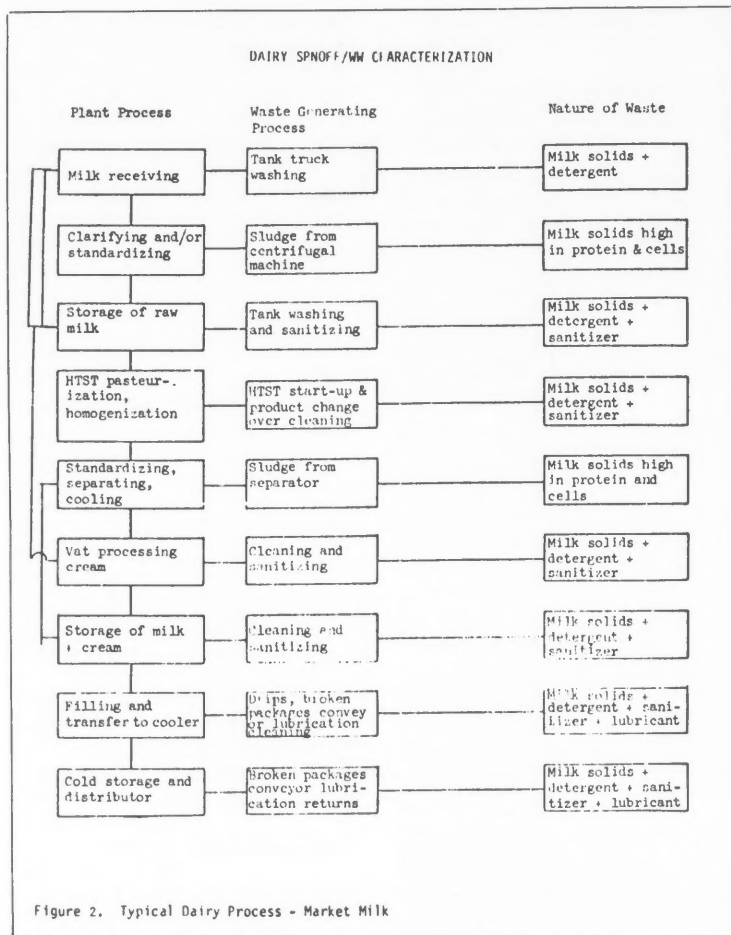 DAIRY SPNOFF/WW CHARACTERIZATION
Plant Process
Waste Generating
Process
Nature of Waste
Milk receiving
Tank truck
washing
Milk solids +
detergent
Clarifying and/or
standardizing
Sludge from
centrifugal
machine
Milk solids high
in protein & cells
Storage of raw
milk
Tank washing
and sanitizing
Milk solids +
detergent +
sanitizer
HTST pasteur-.
ization,
homogenization
HTST start-up &
product change
over cleaning
Milk solids +
detergent +
sanitizer
Standardizing,
separating,
cooling
Sludge from
separator
Milk solids high
in protein and
cells
Vat processing
cream
Cleaning and
sanitizing
Milk solids +
detergent +
sanitizer
Storage of milk
+ cream
Cleaning and
sanitizing
Milk solids +
detergent +
sanitizer
Filling and
transfer to cooler
Drips, broken
packages convey
or lubrication
cleaning
Milk solids +
detergent + sani-
tizer + lubricant
Cold storage and
distributor
Broken packages
conveyor lubri-
cation returns
Milk solids +
detergent + sani-
tizer + lubricant
Figure 2. Typical Dairy Process - Market Milk